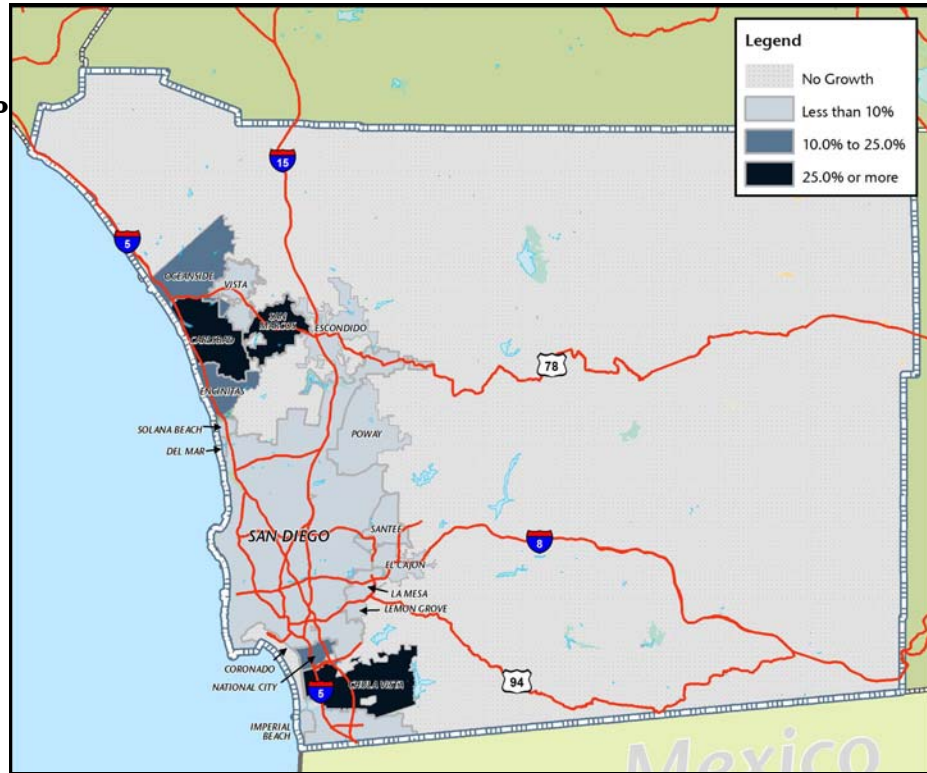 Legend
No Growth
Less than 10%
10.0% to 25.0%
25.0% or more
15
5
OCEANSIDE
VISTA
SAN
MARCOS
ESCONDIDO
CARLSBAD
78
ENCINITAS
SOLANA BEACH
DEL MAR
POWAY
SAN DIEGO
SANTEE
8
EL CAJON
LA MESA
LEMON GROVE
CORONADO
NATIONAL CITY
CHULA VISTA
94
5
IMPERIAL
BEACH
Mexico